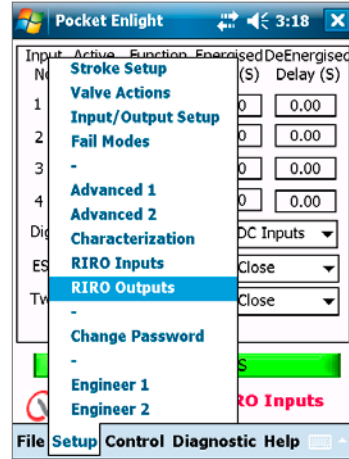 Pocket Enlight 3:18
Input Active Function Energised DeEnergised
(S) Delay (S)
Stroke Setup
Valve Actions
Input/Output Setup
Fail Modes
-
Advanced 1
Advanced 2
Characterization
RIRO Inputs
RIRO Outputs
-
Change Password
-
Engineer 1
Engineer 2
1 0.00
2 0.00
3 0.00
4 0.00
DC Inputs
ES Close
Close
S
RO Inputs
File Setup Control Diagnostic Help